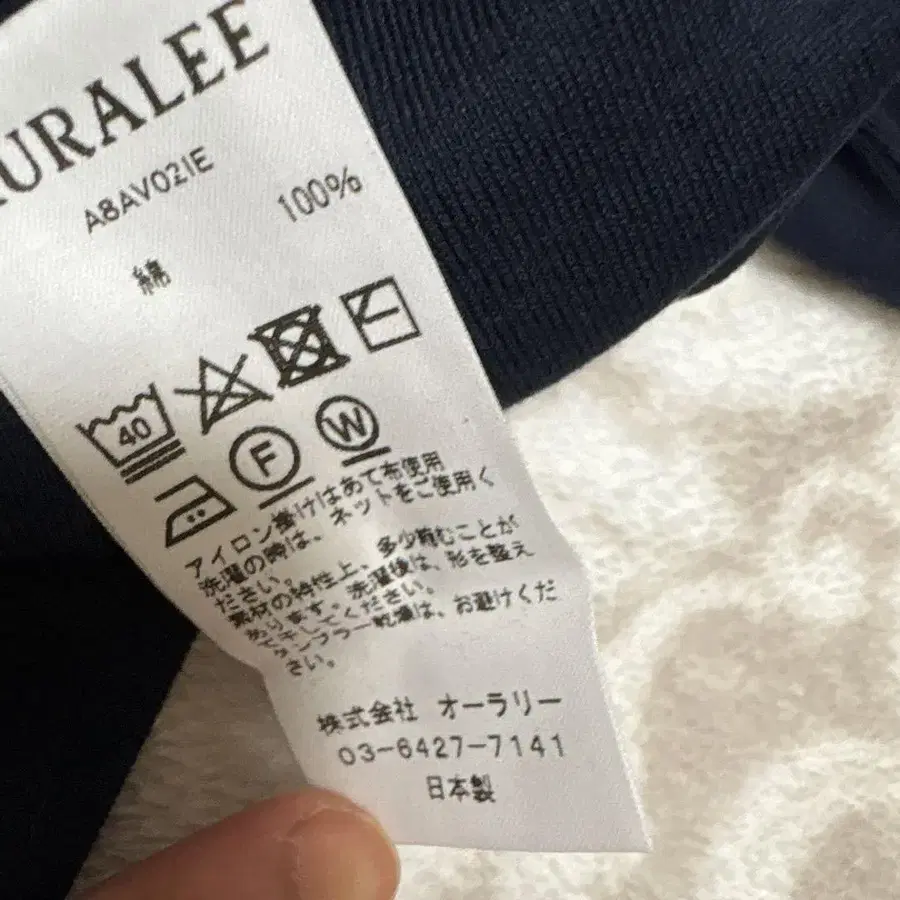 URALEE
A8AV02IE
綿 100%
40
F W
アイロン掛けはあて布使用
洗濯の時は、ネットをご使用く
ださい。
素材の特性上、多少縮むことが
あります。洗濯後は、形を整え
て干してください。
タンブラー乾燥は、お避けくだ
さい。
株式会社 オーラリー
03-6427-7141
日本製